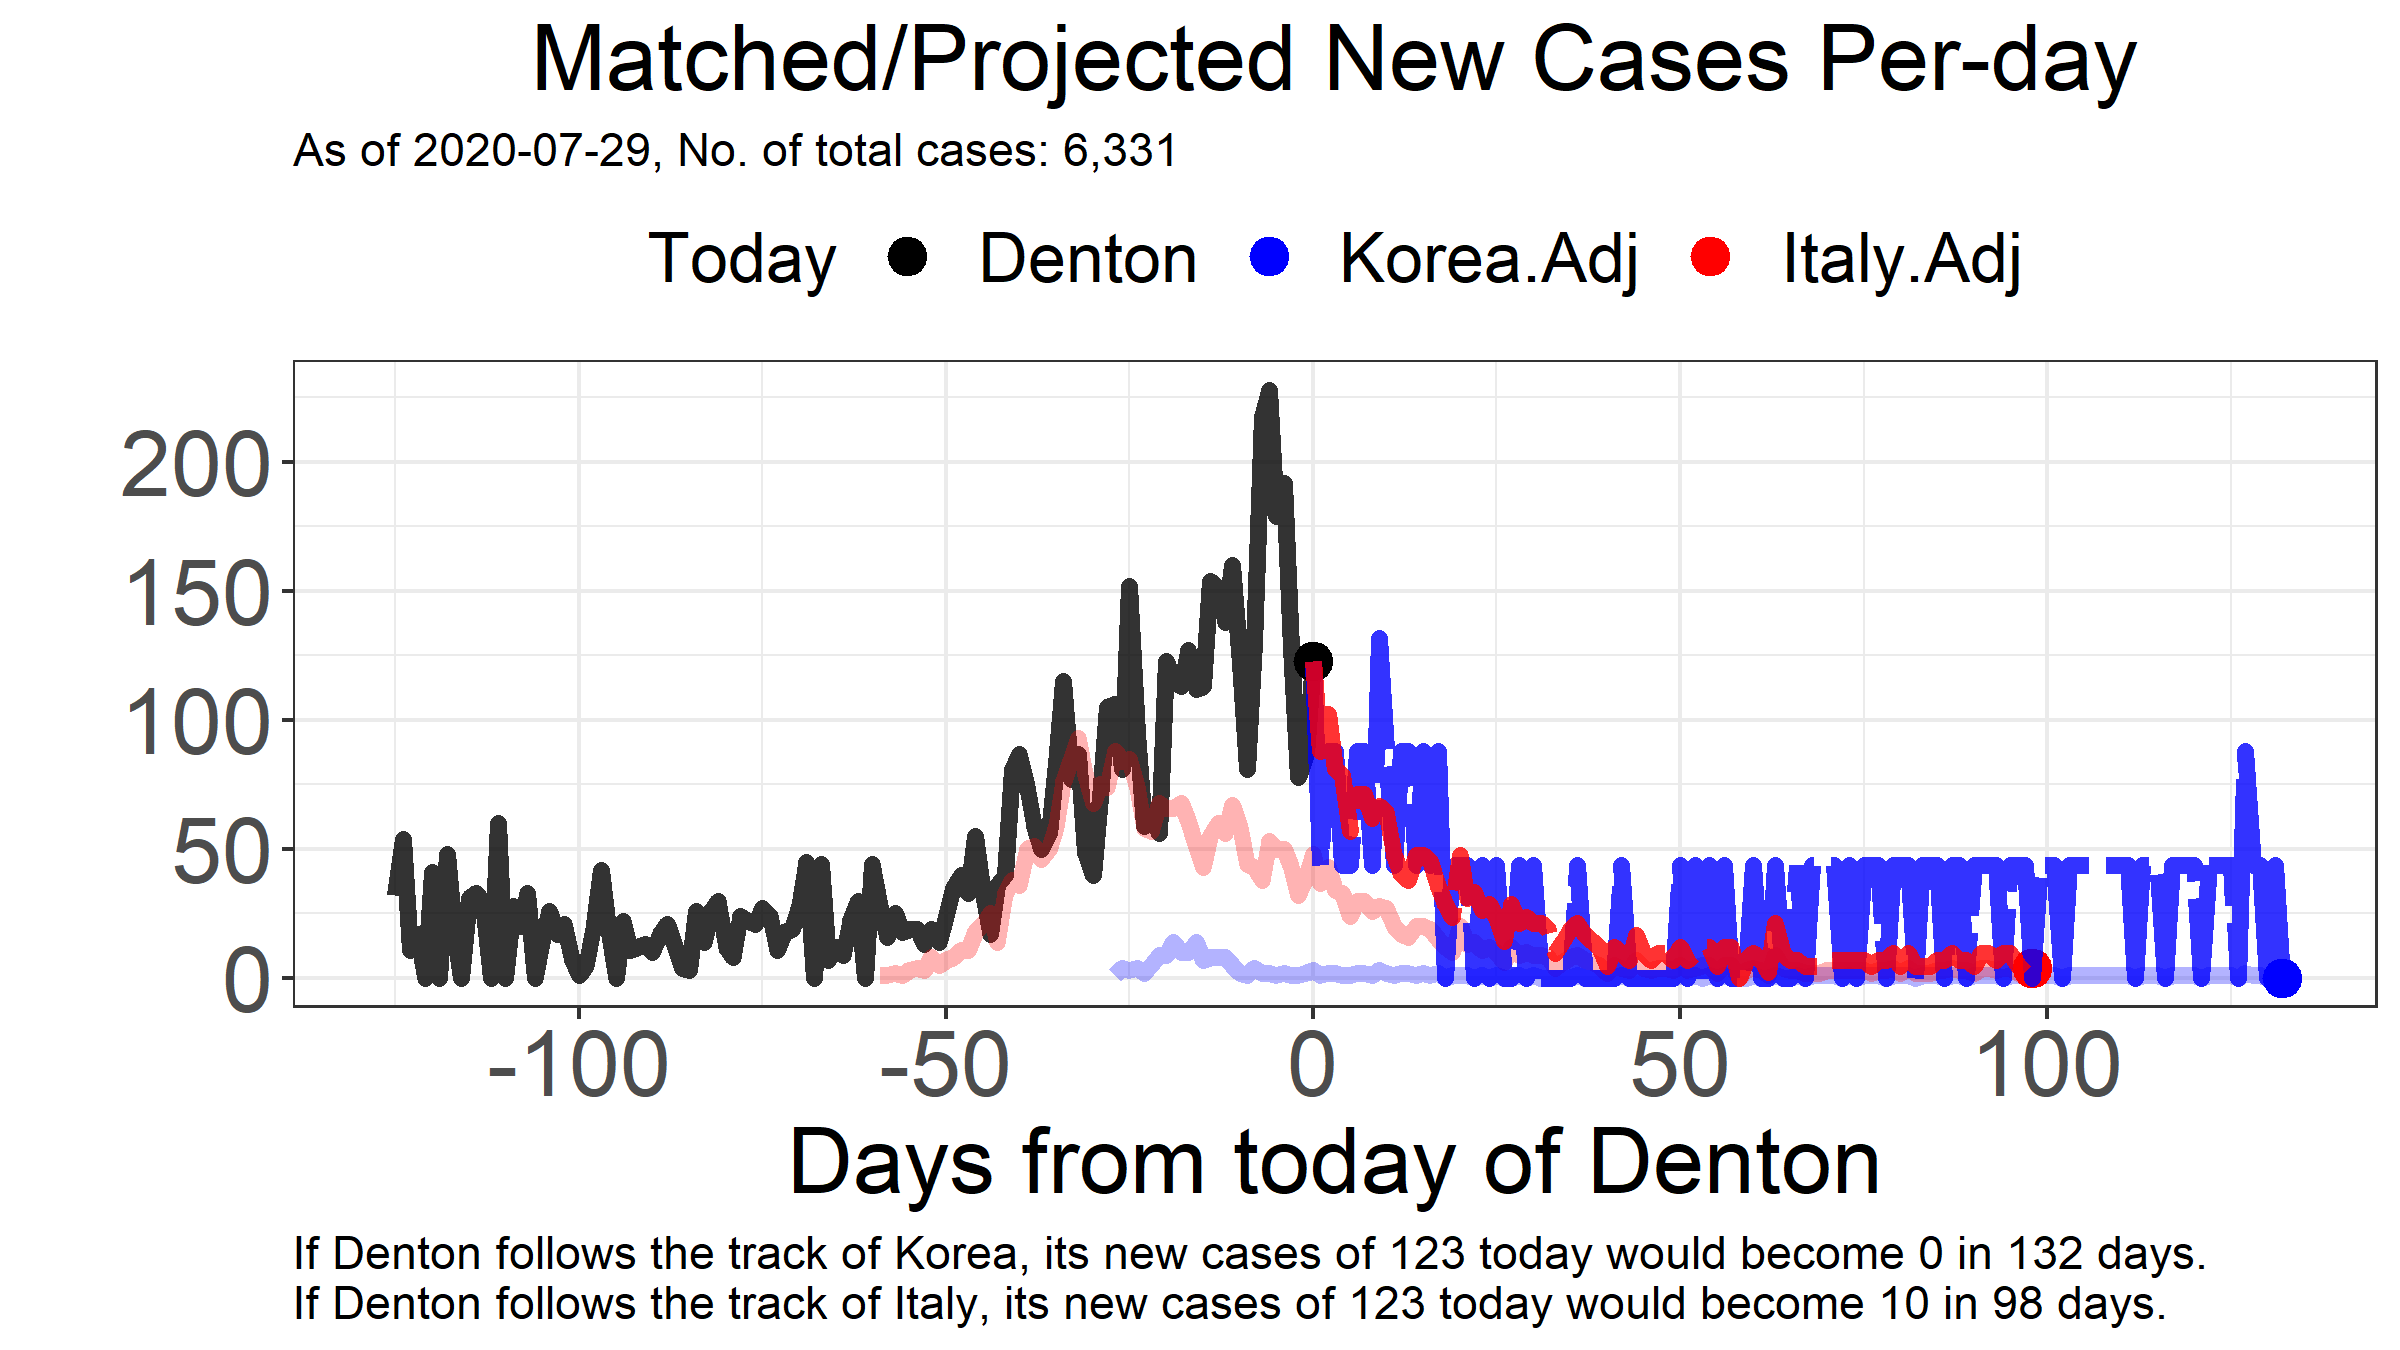 Matched/Projected New Cases Per-day
As of 2020-07-29, No. of total cases: 6,331
Today Denton Korea.Adj Italy.Adj
200
150
100
50
0
-100 -50 0 50 100
Days from today of Denton
If Denton follows the track of Korea, its new cases of 123 today would become 0 in 132 days.
If Denton follows the track of Italy, its new cases of 123 today would become 10 in 98 days.